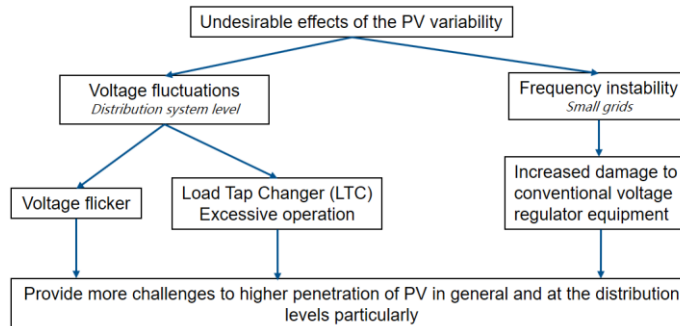 Undesirable effects of the PV variability
Voltage fluctuations
Distribution system level
Frequency instability
Small grids
Voltage flicker
Load Tap Changer (LTC)
Excessive operation
Increased damage to
conventional voltage
regulator equipment
Provide more challenges to higher penetration of PV in general and at the distribution
levels particularly